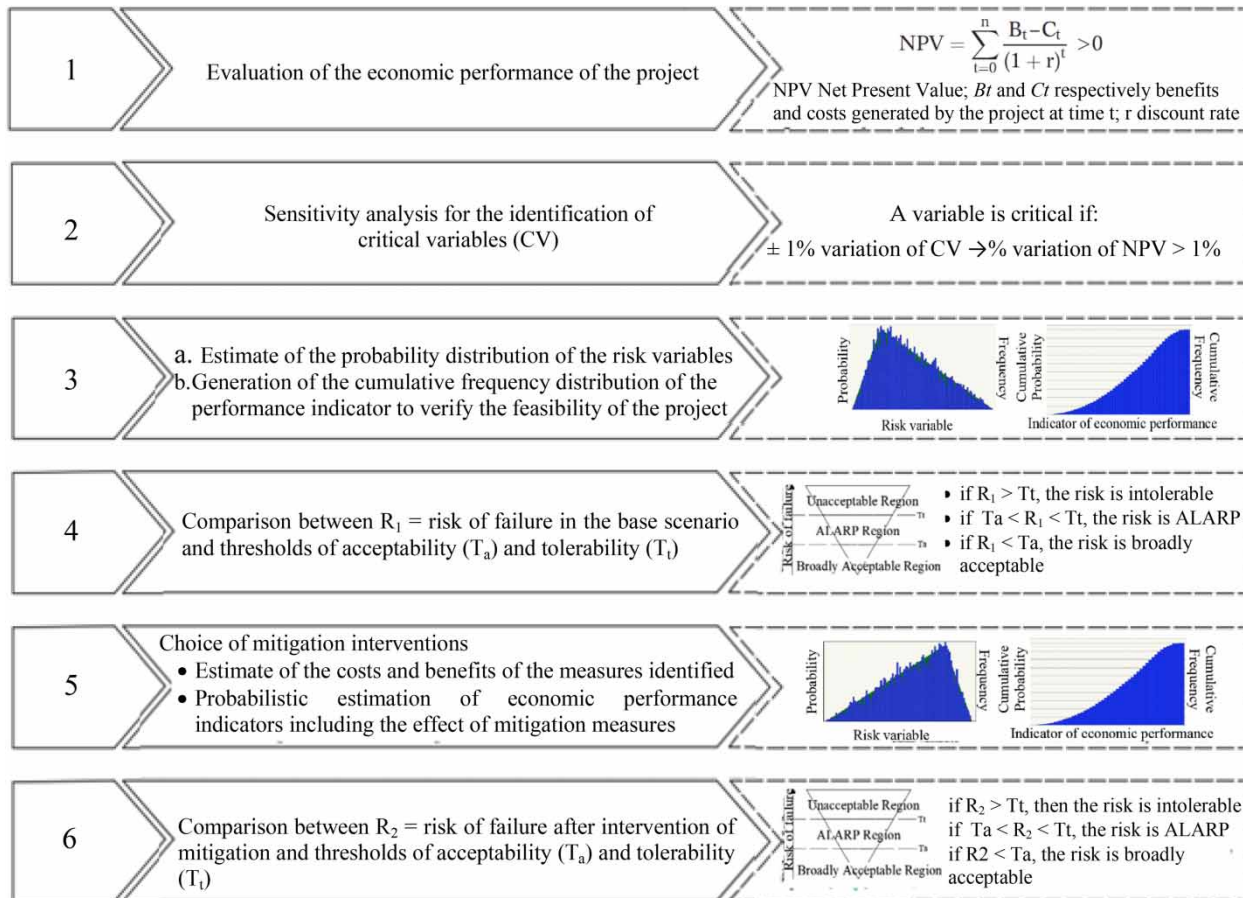 1
Evaluation of the economic performance of the project
NPV = n ∑ t=0 Bt−Ct / (1 + r)^t >0
NPV Net Present Value; Bt and Ct respectively benefits
and costs generated by the project at time t; r discount rate
2
Sensitivity analysis for the identification of
critical variables (CV)
A variable is critical if:
± 1% variation of CV →% variation of NPV > 1%
3
a. Estimate of the probability distribution of the risk variables
b.Generation of the cumulative frequency distribution of the
performance indicator to verify the feasibility of the project
Probability
Frequency
Risk variable
Cumulative
Probability
Cumulative
Frequency
Indicator of economic performance
4
Comparison between R₁ = risk of failure in the base scenario
and thresholds of acceptability (Tₐ) and tolerability (Tₜ)
Risk of failure
Unacceptable Region
Tt
ALARP Region
Ta
Broadly Acceptable Region
• if R₁ > Tt, the risk is intolerable
• if Ta < R₁ < Tt, the risk is ALARP
• if R₁ < Ta, the risk is broadly
acceptable
5
Choice of mitigation interventions
• Estimate of the costs and benefits of the measures identified
• Probabilistic estimation of economic performance
indicators including the effect of mitigation measures
Probability
Frequency
Risk variable
Cumulative
Probability
Cumulative
Frequency
Indicator of economic performance
6
Comparison between R₂ = risk of failure after intervention of
mitigation and thresholds of acceptability (Tₐ) and tolerability
(Tₜ)
Risk of failure
Unacceptable Region
Tt
ALARP Region
Ta
Broadly Acceptable Region
if R₂ > Tt, then the risk is intolerable
if Ta < R₂ < Tt, the risk is ALARP
if R2 < Ta, the risk is broadly
acceptable